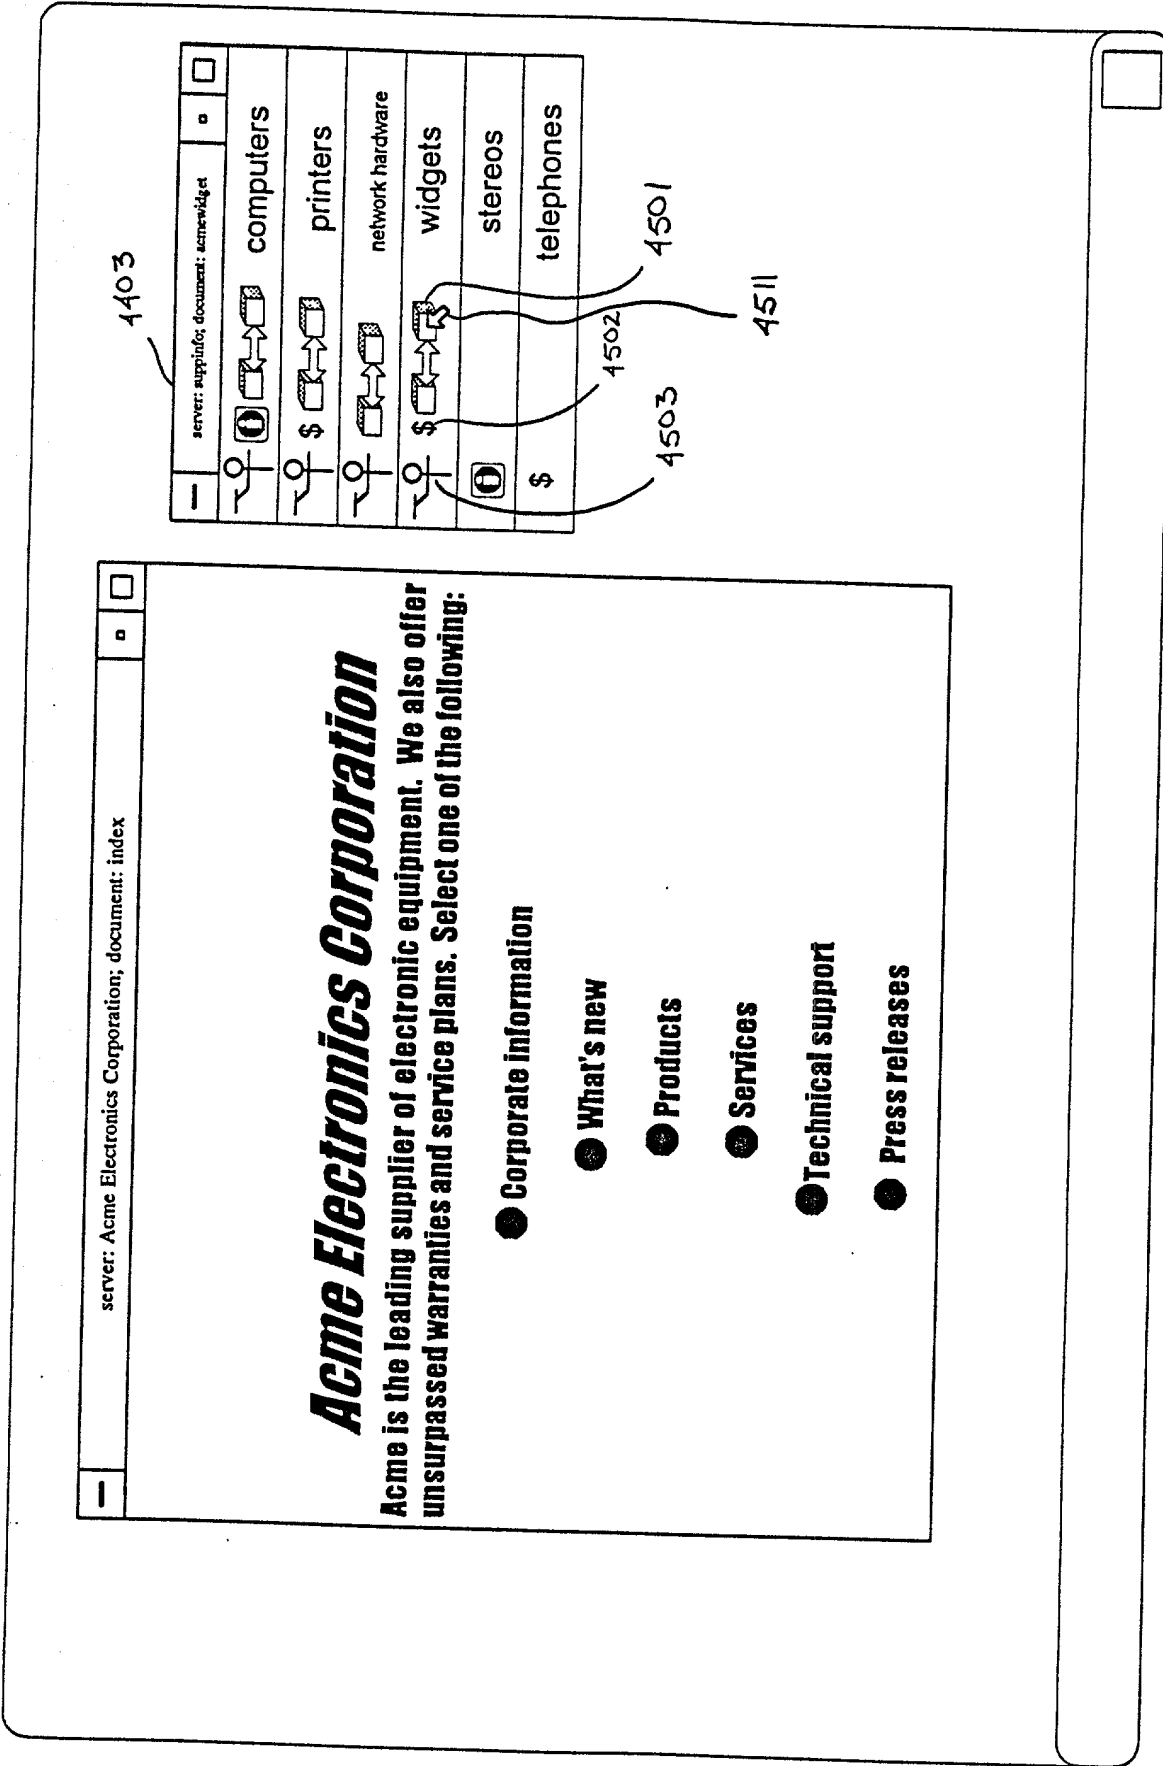 server: Acme Electronics Corporation; document: index
Acme Electronics Corporation
Acme is the leading supplier of electronic equipment. We also offer
unsurpassed warranties and service plans. Select one of the following:
Corporate information
What's new
Products
Services
Technical support
Press releases
4403
server: suppinfo; document: acmewidget
computers
$ printers
network hardware
$ widgets
stereos
$ telephones
4503
4502
4501
4511